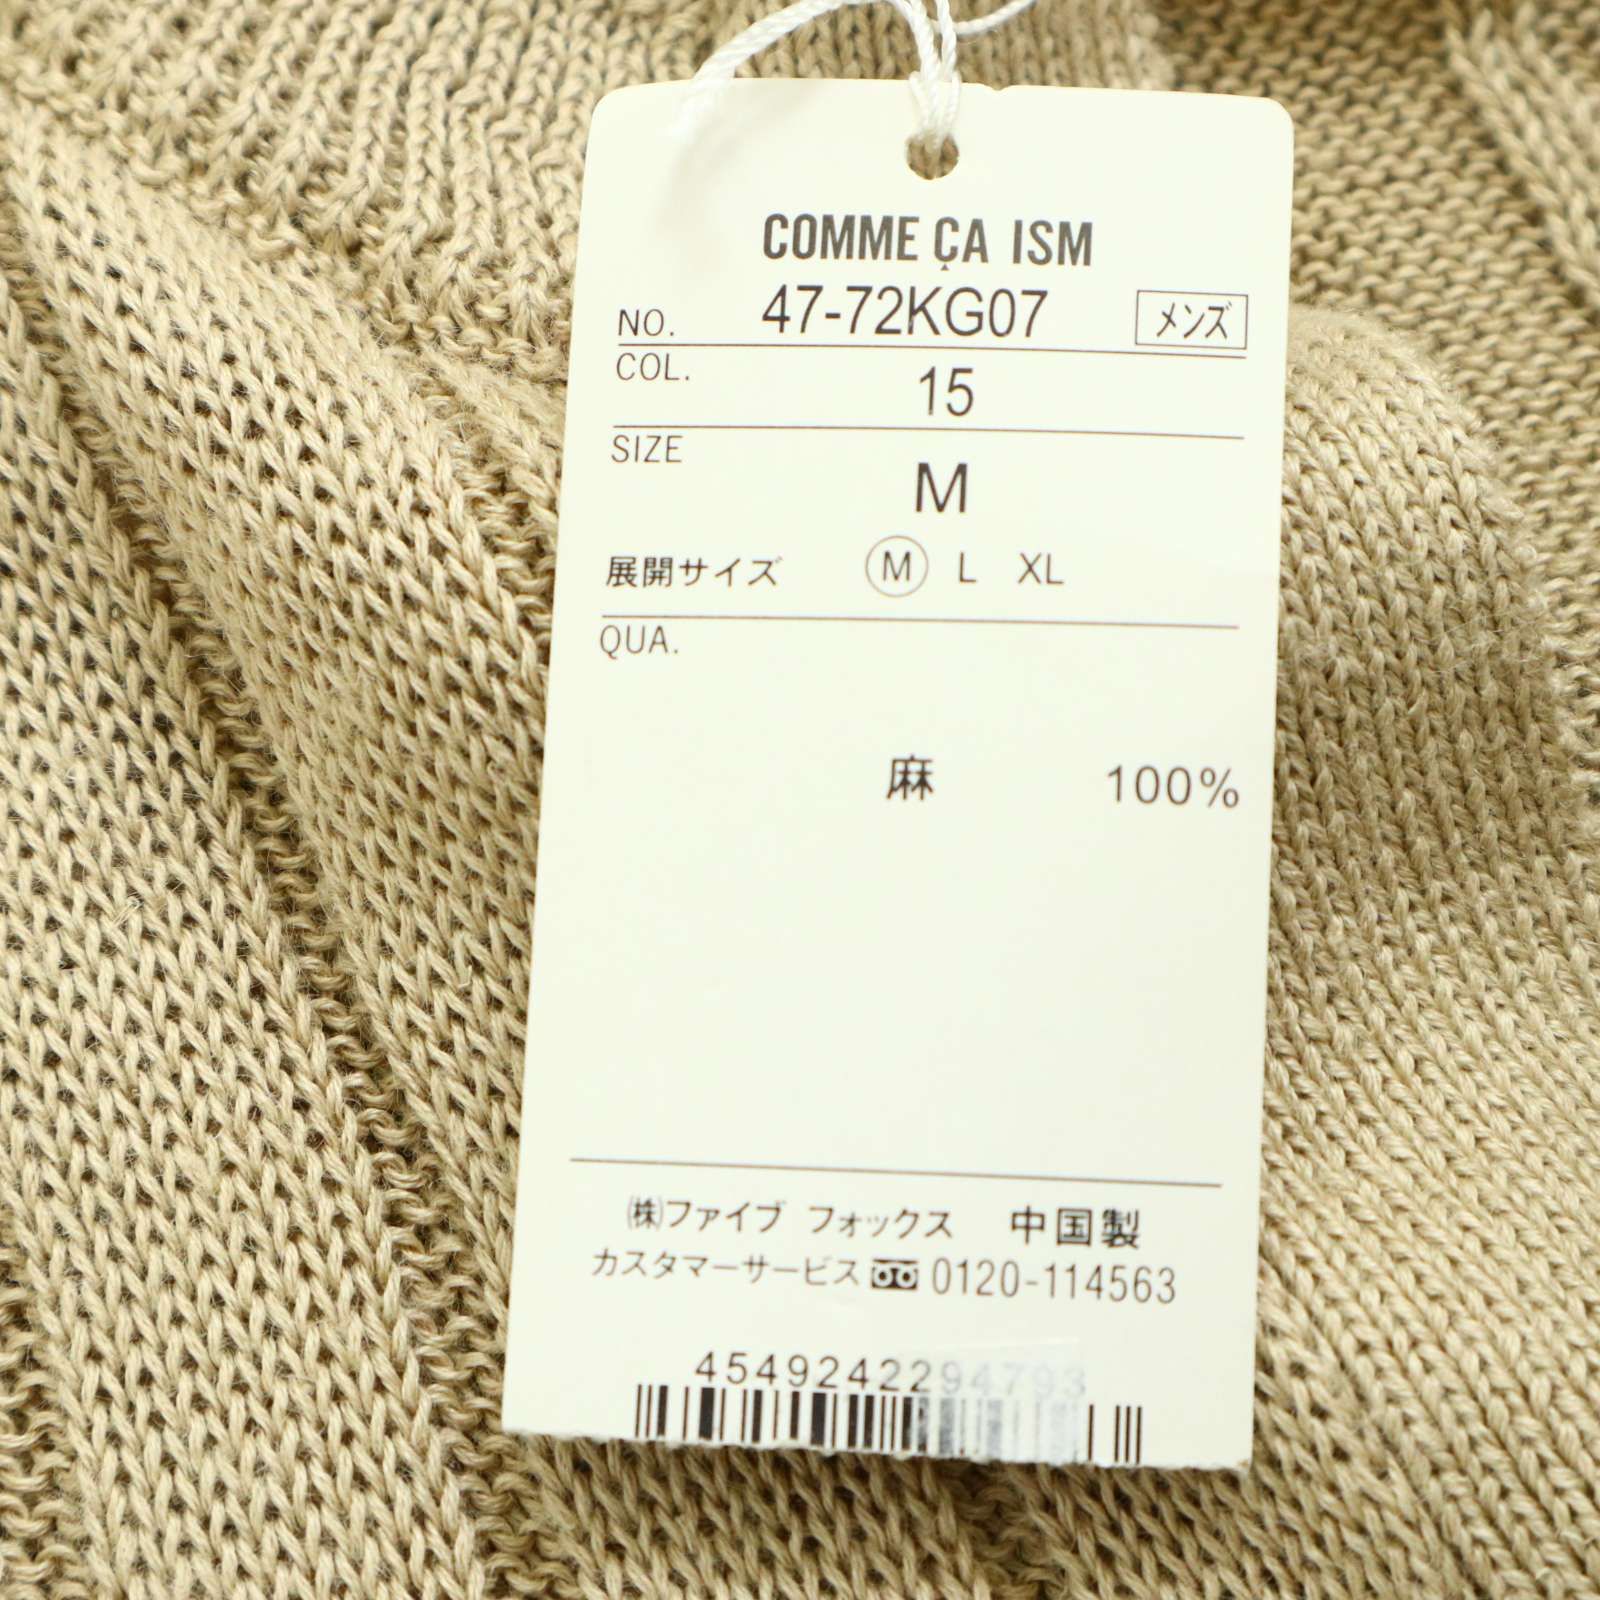 COMME ÇA ISM
NO. 47-72KG07 メンズ
COL. 15
SIZE M
展開サイズ M L XL
QUA.
麻 100%
㈱ファイブ フォックス 中国製
カスタマーサービス 0120-114563
4549242294793